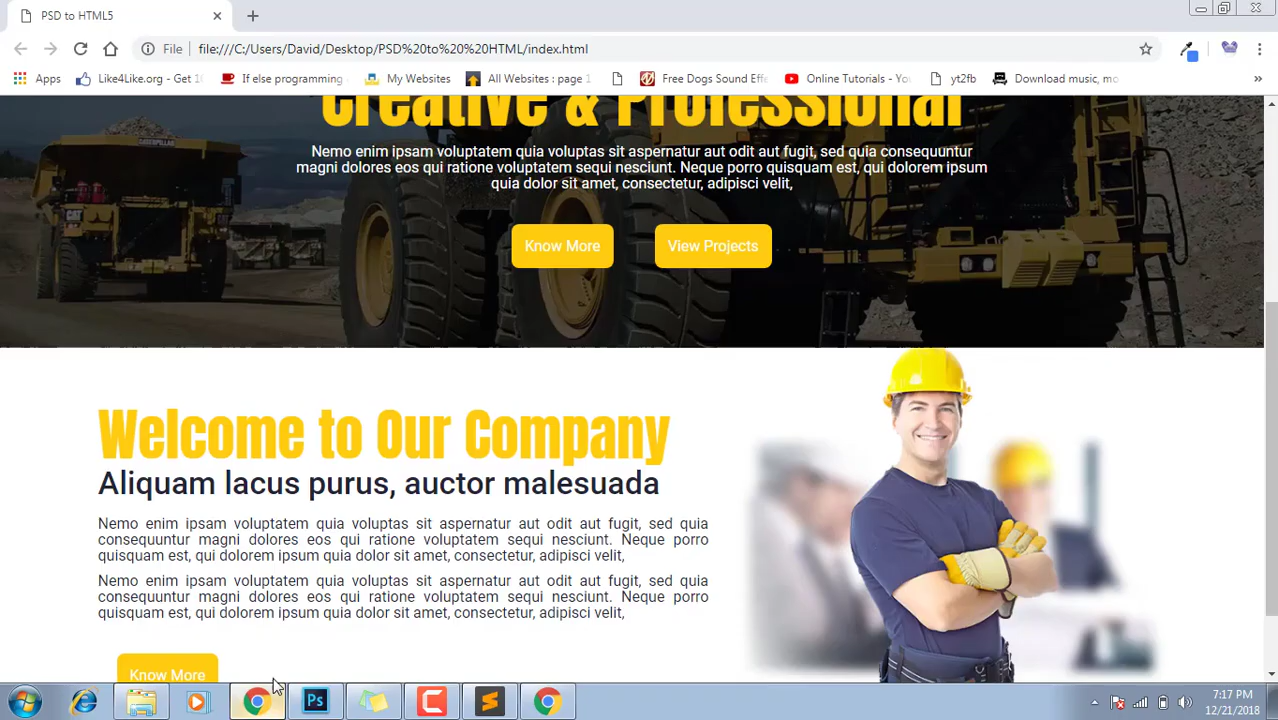 PSD to HTML5
File
file:///C:/Users/David/Desktop/PSD%20to%20%20HTML/index.html
Apps
Like4Like.org - Get 10
If else programming
My Websites
All Websites : page 1
Free Dogs Sound Effe
Online Tutorials - You
yt2fb
Download music, mo
»
Creative & Professional
CATERPILLAR
CAT
CAT
Nemo enim ipsam voluptatem quia voluptas sit aspernatur aut odit aut fugit, sed quia consequuntur
magni dolores eos qui ratione voluptatem sequi nesciunt. Neque porro quisquam est, qui dolorem ipsum
quia dolor sit amet, consectetur, adipisci velit,
Know More
View Projects
Welcome to Our Company
Aliquam lacus purus, auctor malesuada
Nemo enim ipsam voluptatem quia voluptas sit aspernatur aut odit aut fugit, sed quia
consequuntur magni dolores eos qui ratione voluptatem sequi nesciunt. Neque porro
quisquam est, qui dolorem ipsum quia dolor sit amet, consectetur, adipisci velit,
Nemo enim ipsam voluptatem quia voluptas sit aspernatur aut odit aut fugit, sed quia
consequuntur magni dolores eos qui ratione voluptatem sequi nesciunt. Neque porro
quisquam est, qui dolorem ipsum quia dolor sit amet, consectetur, adipisci velit,
Know More
Ps
7:17 PM
12/21/2018